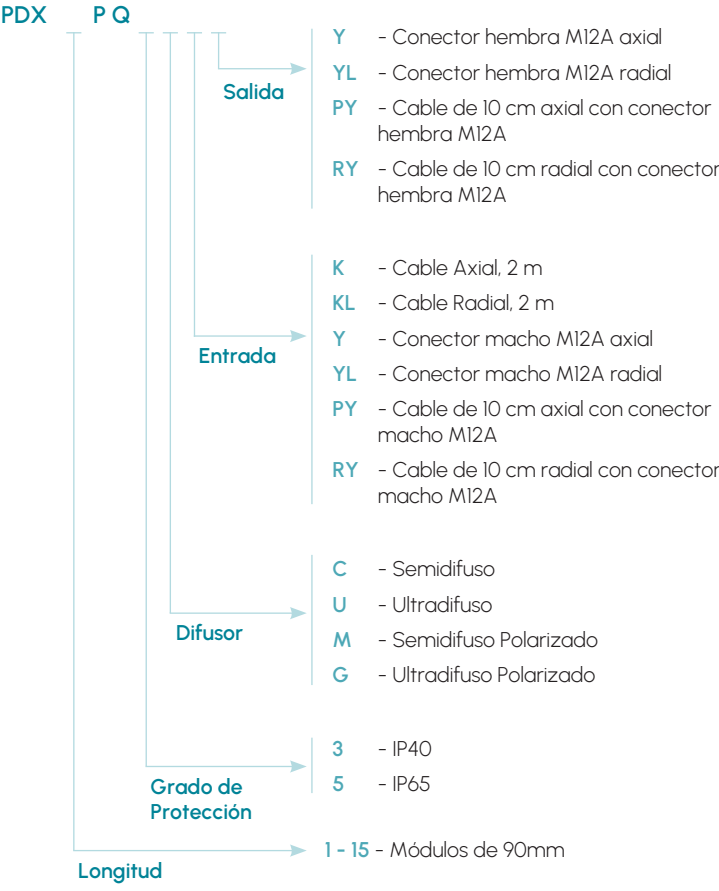 PDX P Q
Salida
Y - Conector hembra M12A axial
YL - Conector hembra M12A radial
PY - Cable de 10 cm axial con conector
hembra M12A
RY - Cable de 10 cm radial con conector
hembra M12A
Entrada
K - Cable Axial, 2 m
KL - Cable Radial, 2 m
Y - Conector macho M12A axial
YL - Conector macho M12A radial
PY - Cable de 10 cm axial con conector
macho M12A
RY - Cable de 10 cm radial con conector
macho M12A
Difusor
C - Semidifuso
U - Ultradifuso
M - Semidifuso Polarizado
G - Ultradifuso Polarizado
Grado de
Protección
3 - IP40
5 - IP65
Longitud
1 - 15 - Módulos de 90mm